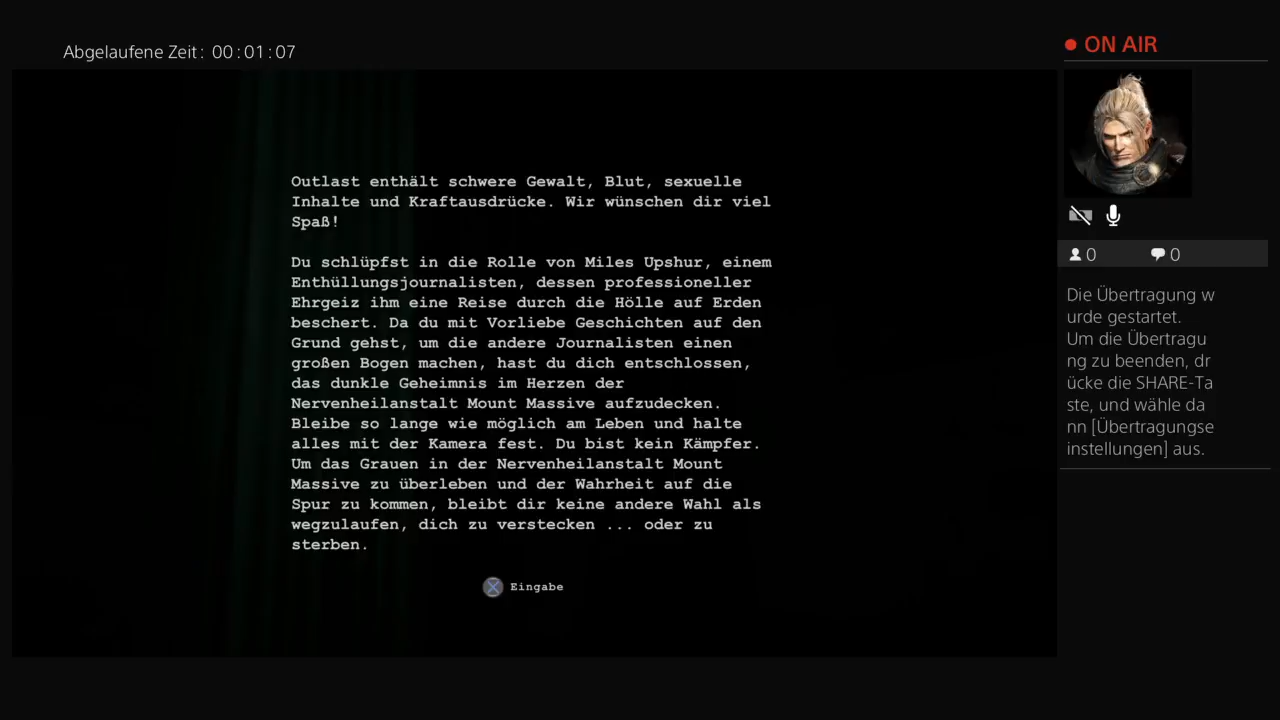 Abgelaufene Zeit: 00:01:07
ON AIR
Outlast enthält schwere Gewalt, Blut, sexuelle
Inhalte und Kraftausdrücke. Wir wünschen dir viel
Spaß!
Du schlüpfst in die Rolle von Miles Upshur, einem
Enthüllungsjournalisten, dessen professioneller
Ehrgeiz ihm eine Reise durch die Hölle auf Erden
beschert. Da du mit Vorliebe Geschichten auf den
Grund gehst, um die andere Journalisten einen
großen Bogen machen, hast du dich entschlossen,
das dunkle Geheimnis im Herzen der
Nervenheilanstalt Mount Massive aufzudecken.
Bleibe so lange wie möglich am Leben und halte
alles mit der Kamera fest. Du bist kein Kämpfer.
Um das Grauen in der Nervenheilanstalt Mount
Massive zu überleben und der Wahrheit auf die
Spur zu kommen, bleibt dir keine andere Wahl als
wegzulaufen, dich zu verstecken ... oder zu
sterben.
Eingabe
0 0
Die Übertragung w
urde gestartet.
Um die Übertragu
ng zu beenden, dr
ücke die SHARE-Ta
ste, und wähle da
nn [Übertragungse
instellungen] aus.